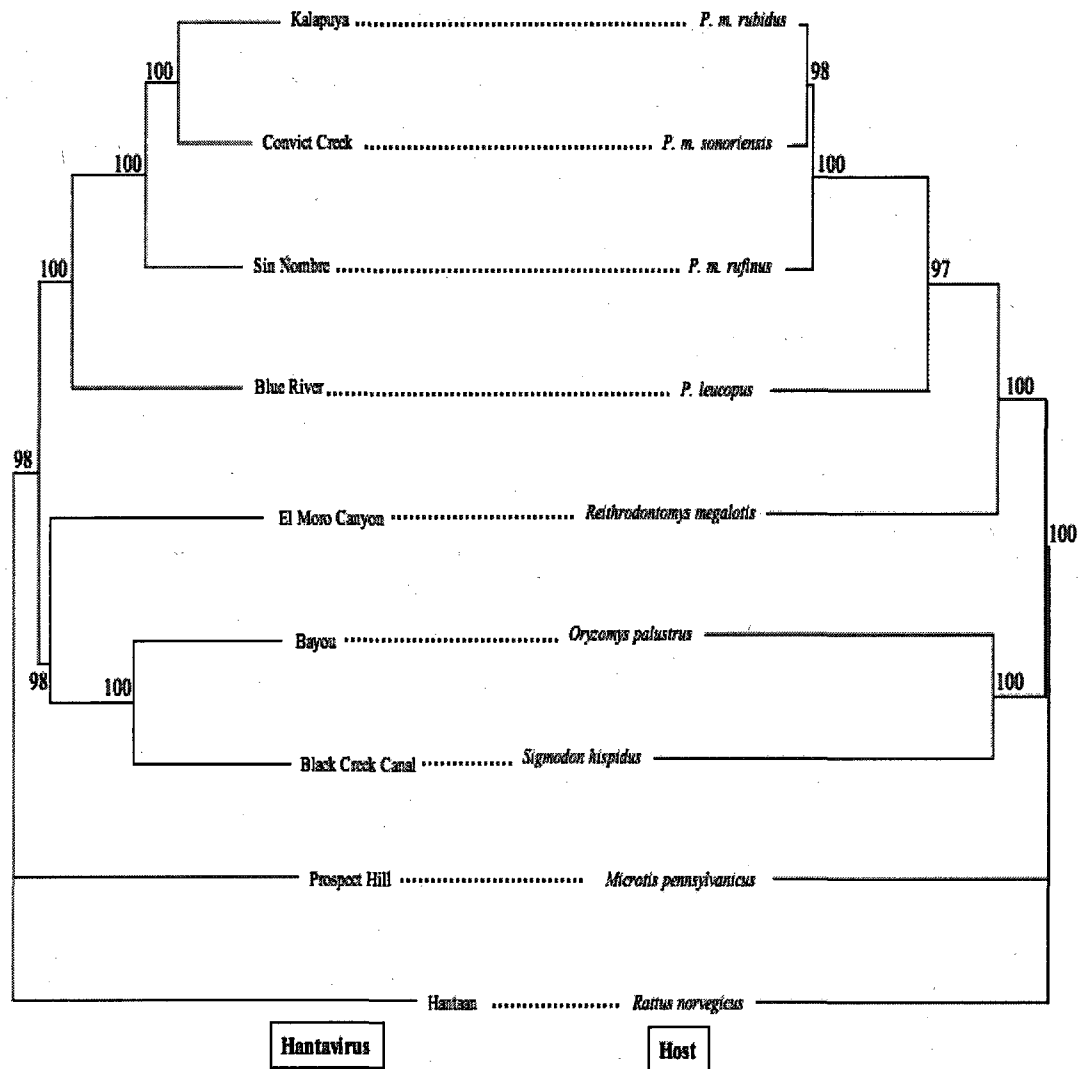 Kalapuya P. m. rubidus
98
100
Convict Creek P. m. sonoriensis
100 100
Sin Nombre P. m. rufinus
100 97
Blue River P. leucopus
100
98
El Moro Canyon Reithrodontomys megalotis
100
Bayou Oryzomys palustrus
98 100 100
Black Creek Canal Sigmodon hispidus
Prospect Hill Microtis pennsylvanicus
Hantaan Rattus norvegicus
Hantavirus Host